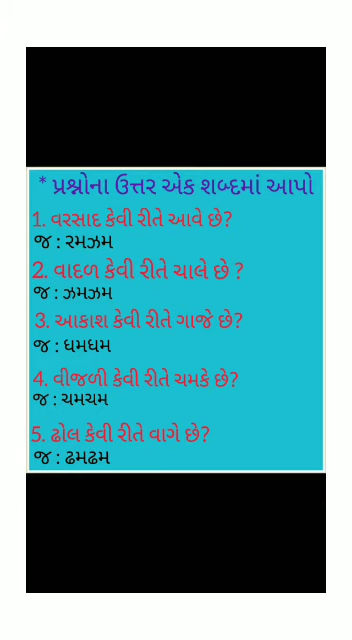 * પ્રશ્નોના ઉત્તર એક શબ્દમાં આપો
1. વરસાદ કેવી રીતે આવે છે?
જ : રમઝમ
2. વાદળ કેવી રીતે ચાલે છે ?
જ : ઝમઝમ
3. આકાશ કેવી રીતે ગાજે છે?
જ : ધમધમ
4. વીજળી કેવી રીતે ચમકે છે?
જ : ચમચમ
5. ઢોલ કેવી રીતે વાગે છે?
જ : ઢમઢમ